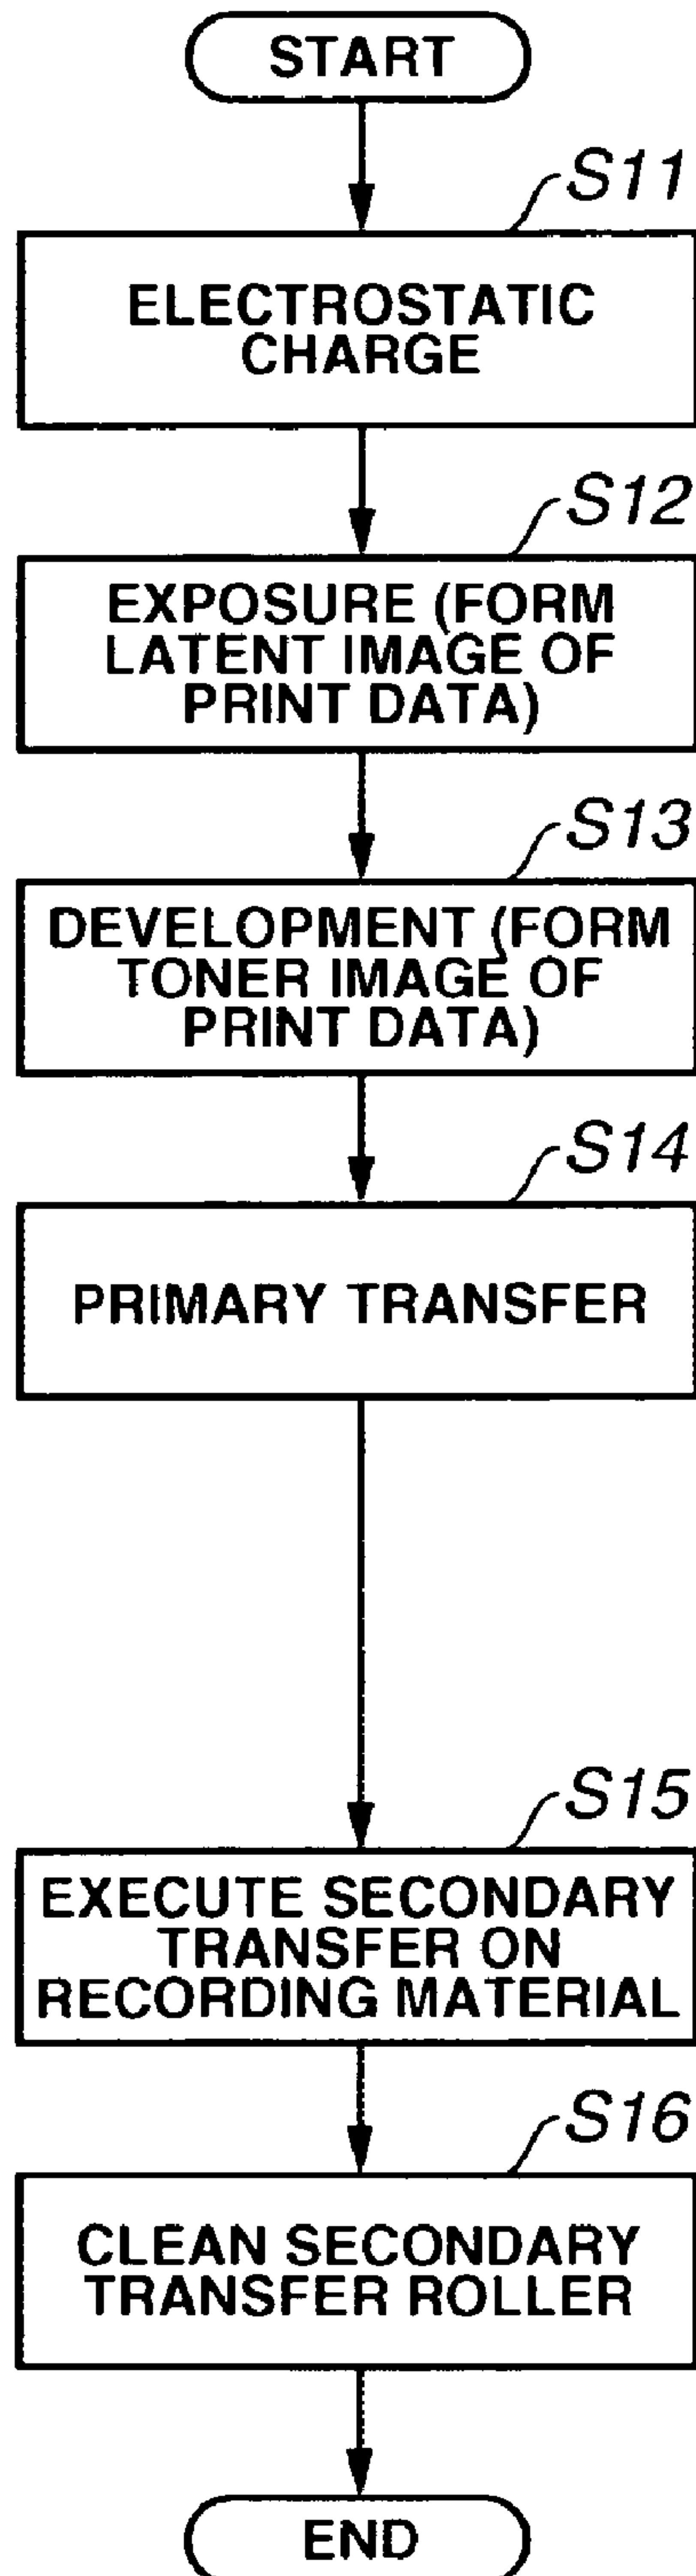 START
S11
ELECTROSTATIC
CHARGE
S12
EXPOSURE (FORM
LATENT IMAGE OF
PRINT DATA)
S13
DEVELOPMENT (FORM
TONER IMAGE OF
PRINT DATA)
S14
PRIMARY TRANSFER
S15
EXECUTE SECONDARY
TRANSFER ON
RECORDING MATERIAL
S16
CLEAN SECONDARY
TRANSFER ROLLER
END